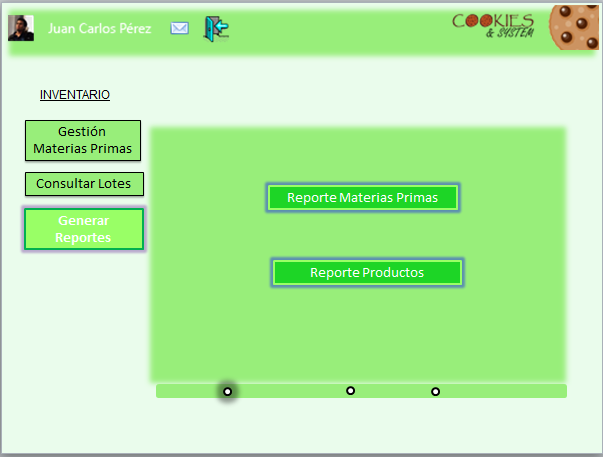 Juan Carlos Pérez
COOKIES
& SYSTEM
INVENTARIO
Gestión
Materias Primas
Consultar Lotes
Generar
Reportes
Reporte Materias Primas
Reporte Productos